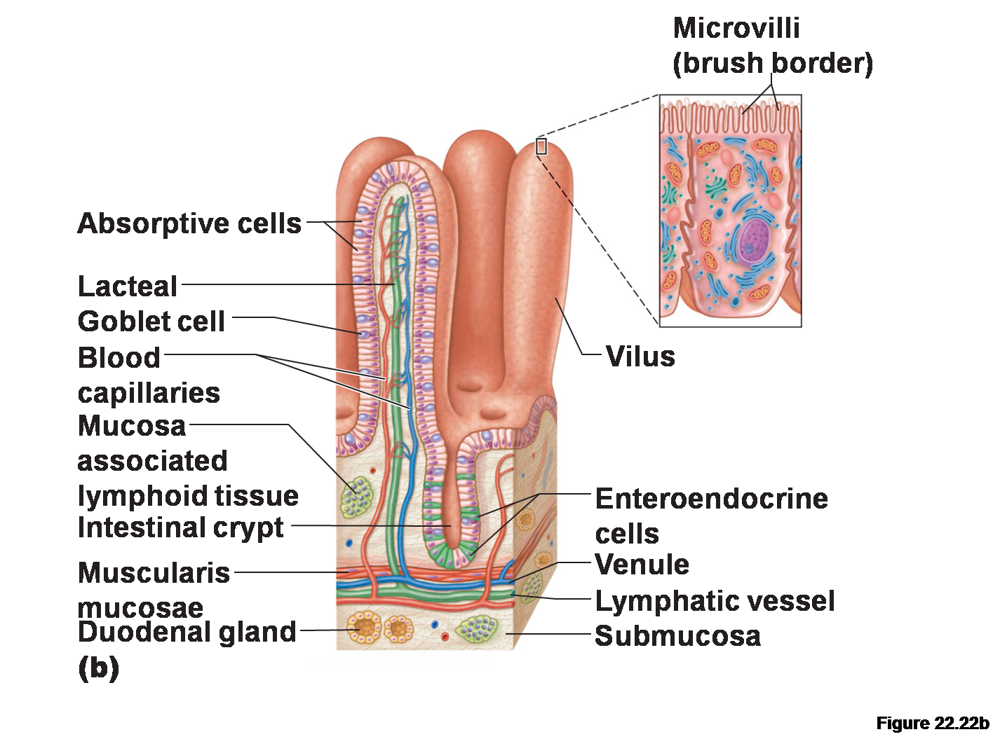 Microvilli
(brush border)
Absorptive cells
Lacteal
Goblet cell
Blood
capillaries
Mucosa
associated
lymphoid tissue
Intestinal crypt
Muscularis
mucosae
Duodenal gland
(b)
Vilus
Enteroendocrine
cells
Venule
Lymphatic vessel
Submucosa
Figure 22.22b